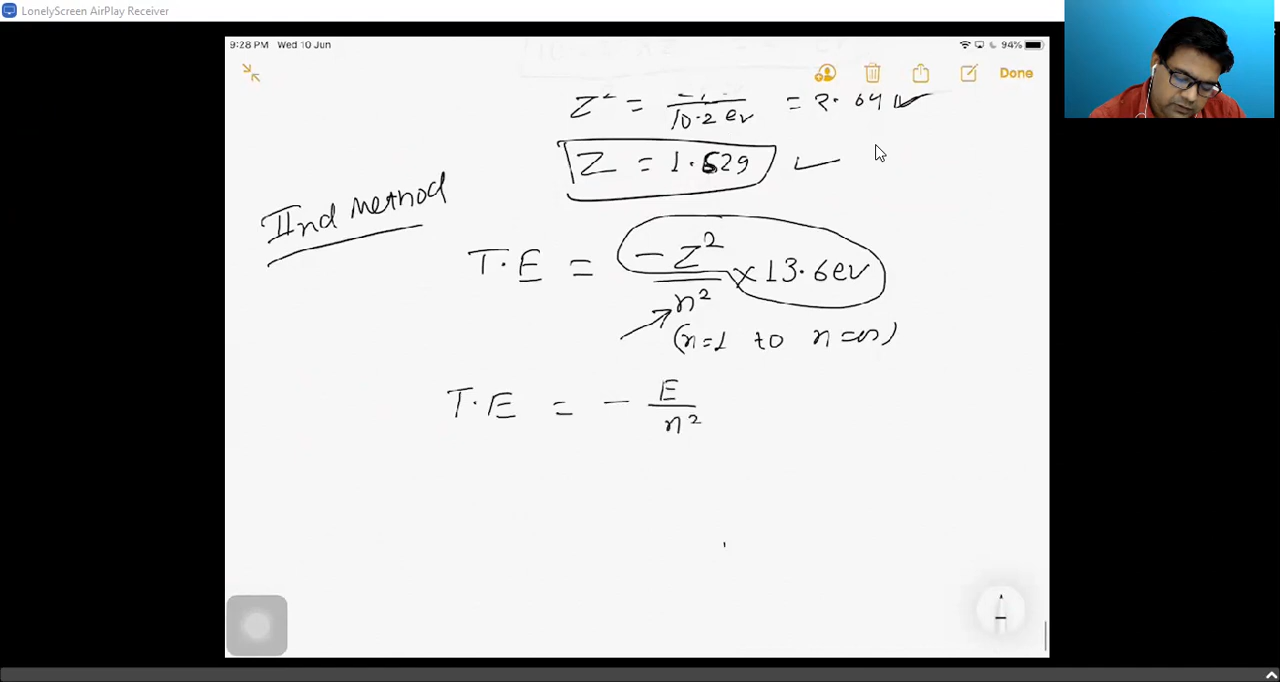 LonelyScreen AirPlay Receiver
9:28 PM Wed 10 Jun
94%
Done
Z² = /10.2 ev = 2.64
Z = 1.629
IInd Method
T.E = -Z²/n² × 13.6ev
(n=1 to n=∞)
T.E = - E/n²